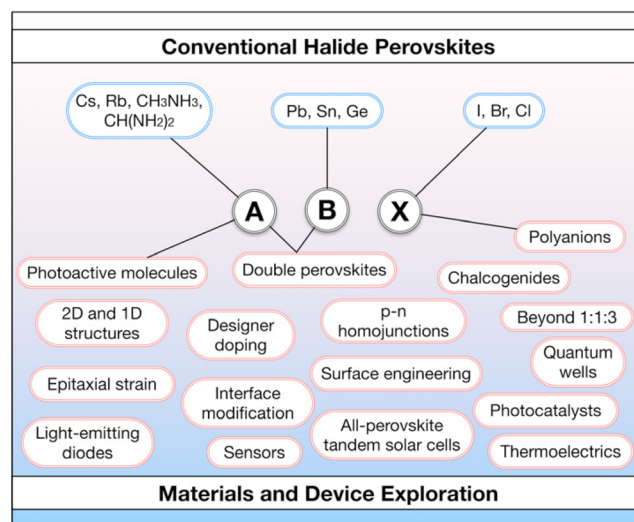 Conventional Halide Perovskites
Cs, Rb, CH3NH3,
CH(NH2)2
Pb, Sn, Ge
I, Br, Cl
A
B
X
Polyanions
Photoactive molecules
Double perovskites
Chalcogenides
2D and 1D
structures
Designer
doping
p-n
homojunctions
Beyond 1:1:3
Quantum
wells
Epitaxial strain
Surface engineering
Interface
modification
Photocatalysts
Light-emitting
diodes
Sensors
All-perovskite
tandem solar cells
Thermoelectrics
Materials and Device Exploration